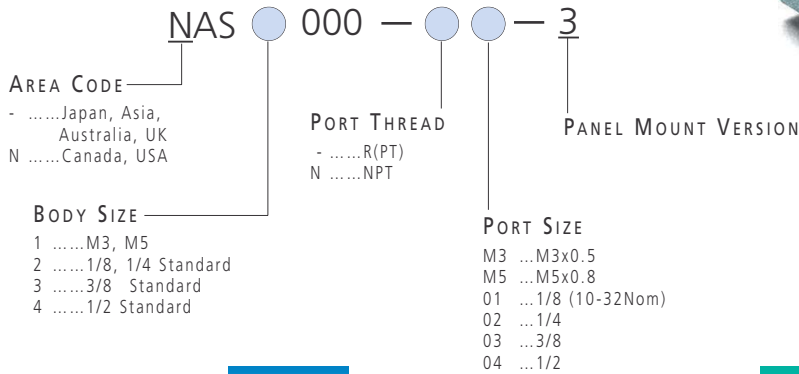 NAS 000 — — 3
AREA CODE
- ......Japan, Asia,
Australia, UK
N ......Canada, USA
PORT THREAD
- ......R(PT)
N ......NPT
PANEL MOUNT VERSION
BODY SIZE
1 ......M3, M5
2 ......1/8, 1/4 Standard
3 ......3/8 Standard
4 ......1/2 Standard
PORT SIZE
M3 ...M3x0.5
M5 ...M5x0.8
01 ...1/8 (10-32Nom)
02 ...1/4
03 ...3/8
04 ...1/2